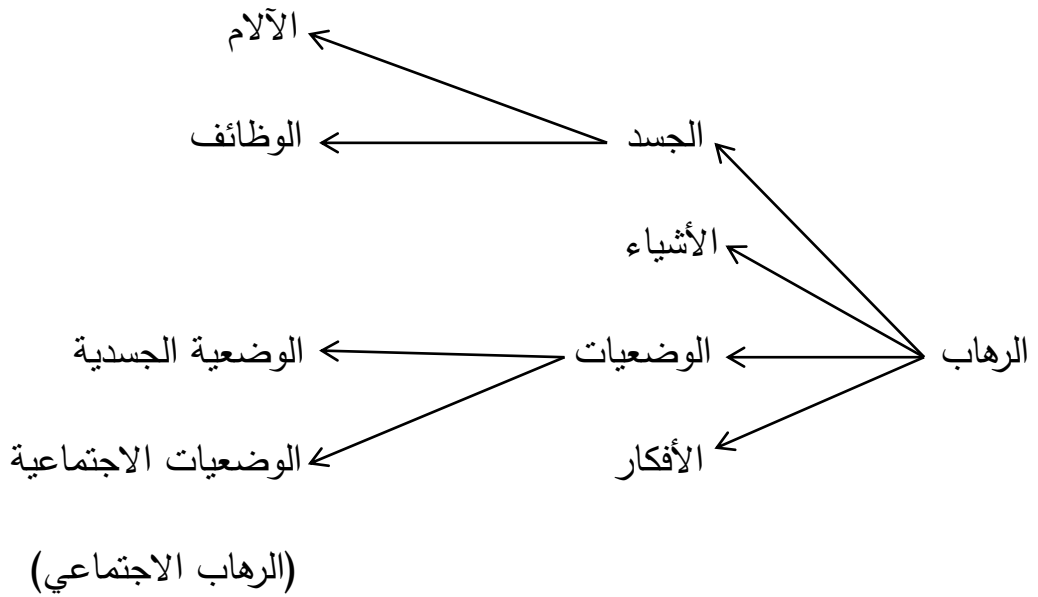 الآلام
الجسد
الوظائف
الأشياء
الرهاب
الوضعيات
الوضعية الجسدية
الأفكار
الوضعيات الاجتماعية
(الرهاب الاجتماعي)